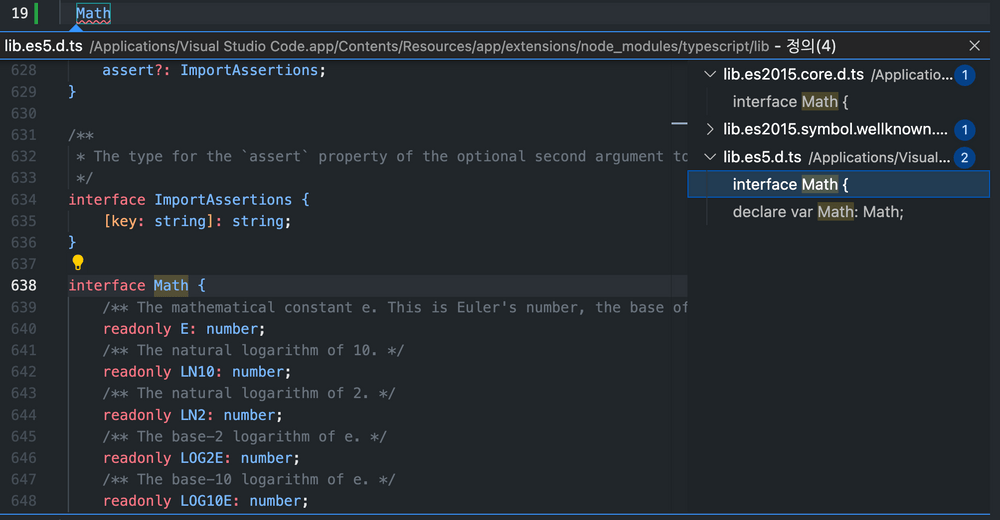 19 Math
lib.es5.d.ts /Applications/Visual Studio Code.app/Contents/Resources/app/extensions/node_modules/typescript/lib - 정의(4)
628 assert?: ImportAssertions;
629 }
630
631 /**
632 * The type for the `assert` property of the optional second argument to
633 */
634 interface ImportAssertions {
635 [key: string]: string;
636 }
637
638 interface Math {
639 /** The mathematical constant e. This is Euler's number, the base of
640 readonly E: number;
641 /** The natural logarithm of 10. */
642 readonly LN10: number;
643 /** The natural logarithm of 2. */
644 readonly LN2: number;
645 /** The base-2 logarithm of e. */
646 readonly LOG2E: number;
647 /** The base-10 logarithm of e. */
648 readonly LOG10E: number;
lib.es2015.core.d.ts /Applicatio... 1
interface Math {
lib.es2015.symbol.wellknown.... 1
lib.es5.d.ts /Applications/Visual... 2
interface Math {
declare var Math: Math;